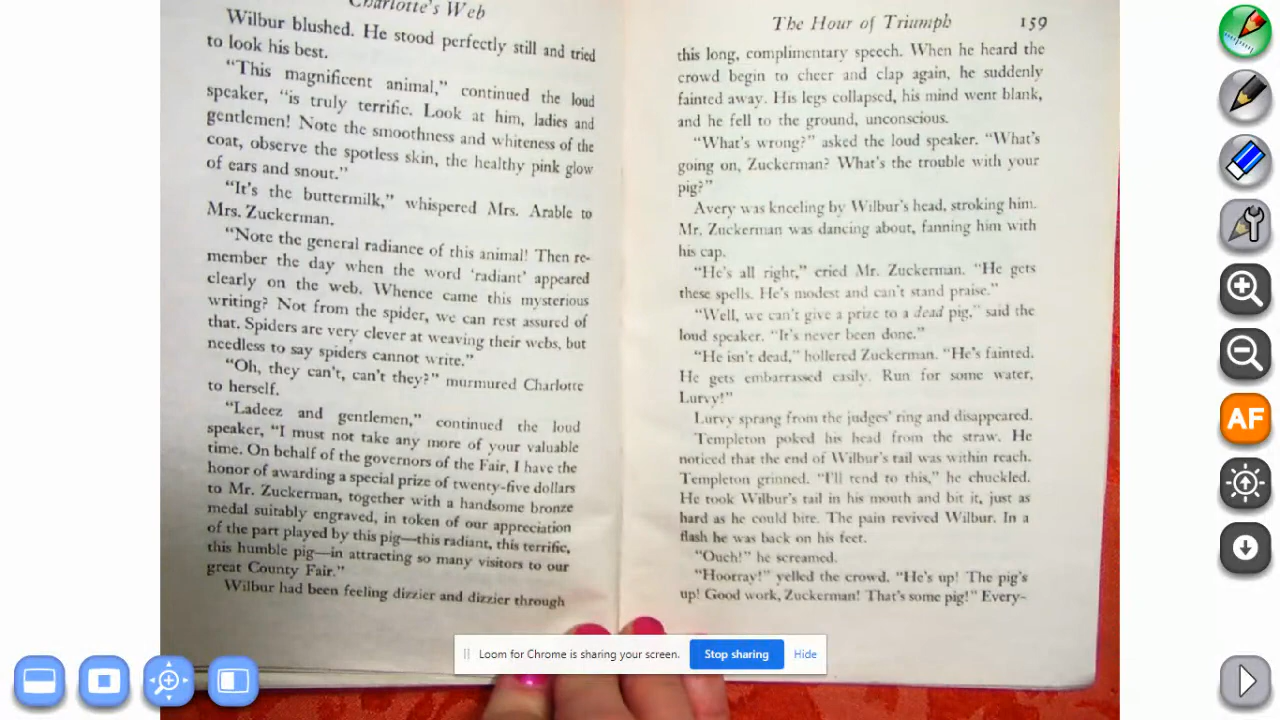 Charlotte's Web
Wilbur blushed. He stood perfectly still and tried
to look his best.
"This magnificent animal," continued the loud
speaker, "is truly terrific. Look at him, ladies and
gentlemen! Note the smoothness and whiteness of the
coat, observe the spotless skin, the healthy pink glow
of ears and snout."
"It's the buttermilk," whispered Mrs. Arable to
Mrs. Zuckerman.
"Note the general radiance of this animal! Then re-
member the day when the word 'radiant' appeared
clearly on the web. Whence came this mysterious
writing? Not from the spider, we can rest assured of
that. Spiders are very clever at weaving their webs, but
needless to say spiders cannot write."
"Oh, they can't, can't they?" murmured Charlotte
to herself.
"Ladeez and gentlemen," continued the loud
speaker, "I must not take any more of your valuable
time. On behalf of the governors of the Fair, I have the
honor of awarding a special prize of twenty-five dollars
to Mr. Zuckerman, together with a handsome bronze
medal suitably engraved, in token of our appreciation
of the part played by this pig—this radiant, this terrific,
this humble pig—in attracting so many visitors to our
great County Fair."
Wilbur had been feeling dizzier and dizzier through
The Hour of Triumph 159
this long, complimentary speech. When he heard the
crowd begin to cheer and clap again, he suddenly
fainted away. His legs collapsed, his mind went blank,
and he fell to the ground, unconscious.
"What's wrong?" asked the loud speaker. "What's
going on, Zuckerman? What's the trouble with your
pig?"
Avery was kneeling by Wilbur's head, stroking him.
Mr. Zuckerman was dancing about, fanning him with
his cap.
"He's all right," cried Mr. Zuckerman. "He gets
these spells. He's modest and can't stand praise."
"Well, we can't give a prize to a dead pig," said the
loud speaker. "It's never been done."
"He isn't dead," hollered Zuckerman. "He's fainted.
He gets embarrassed easily. Run for some water,
Lurvy!"
Lurvy sprang from the judges' ring and disappeared.
Templeton poked his head from the straw. He
noticed that the end of Wilbur's tail was within reach.
Templeton grinned. "I'll tend to this," he chuckled.
He took Wilbur's tail in his mouth and bit it, just as
hard as he could bite. The pain revived Wilbur. In a
flash he was back on his feet.
"Ouch!" he screamed.
"Hoorray!" yelled the crowd. "He's up! The pig's
up! Good work, Zuckerman! That's some pig!" Every-
Loom for Chrome is sharing your screen. Stop sharing Hide
AF